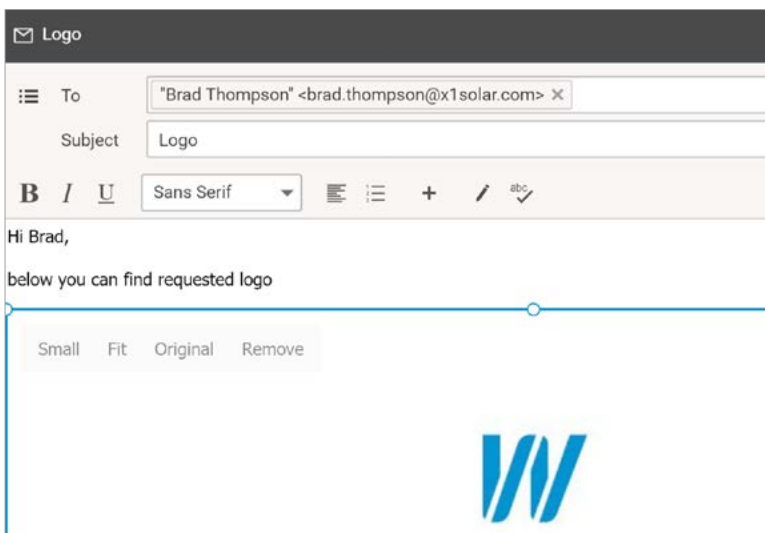 Logo
To "Brad Thompson" <brad.thompson@x1solar.com> ×
Subject Logo
B I U Sans Serif abc
Hi Brad,
below you can find requested logo
Small Fit Original Remove
W